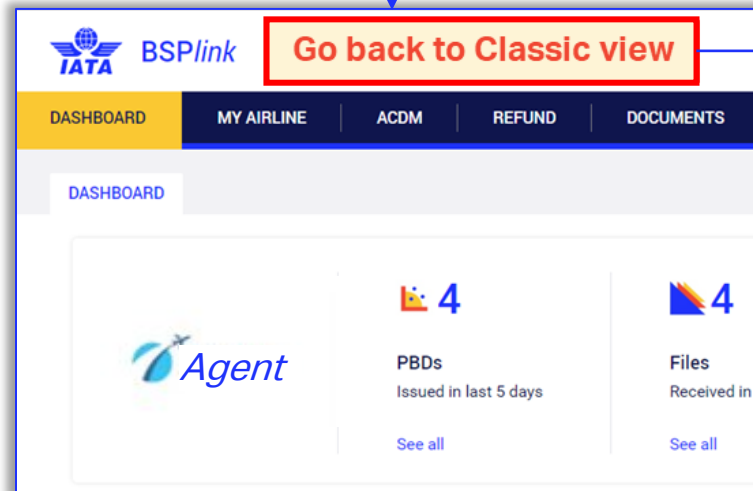 IATA
BSPlink
Go back to Classic view
DASHBOARD
MY AIRLINE
ACDM
REFUND
DOCUMENTS
DASHBOARD
Agent
4
PBDs
Issued in last 5 days
See all
4
Files
Received in
See all